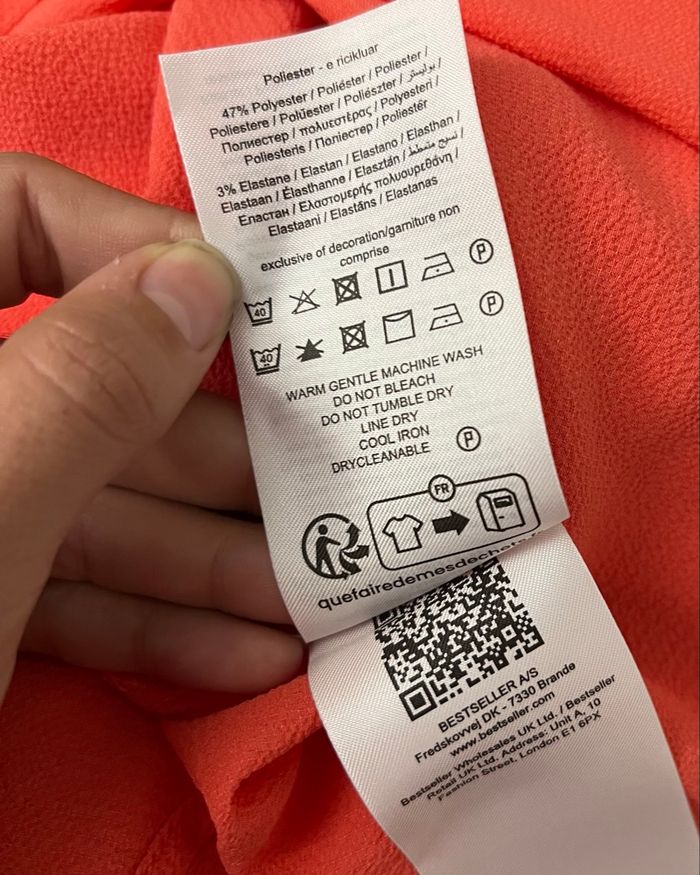 Poliester - e ricikluar
47% Polyester / Poliéster / Poliester /
Poliestere / Poliüester / Poliészter / بوليستر /
Полиестер / πολυεστέρας / Polyesteri /
Poliesteris / Полiестер / Poliestér
3% Elastane / Elastan / Elastano / Elasthan /
Elastaan / Élasthanne / Elasztán / نسيج متمطط /
Еластан / Ελαστομερής πολυουρεθάνη /
Elastaani / Elastāns / Elastanas
exclusive of decoration/garniture non
comprise
40 P
40 P
WARM GENTLE MACHINE WASH
DO NOT BLEACH
DO NOT TUMBLE DRY
LINE DRY
COOL IRON
DRYCLEANABLE P
FR
quefairedemesdechets
BESTSELLER A/S
Fredskovvej DK - 7330 Brande
www.bestseller.com
Bestseller Wholesales UK Ltd. / Bestseller
Retail UK Ltd. Address: Unit A, 10
Fashion Street, London E1 6PX